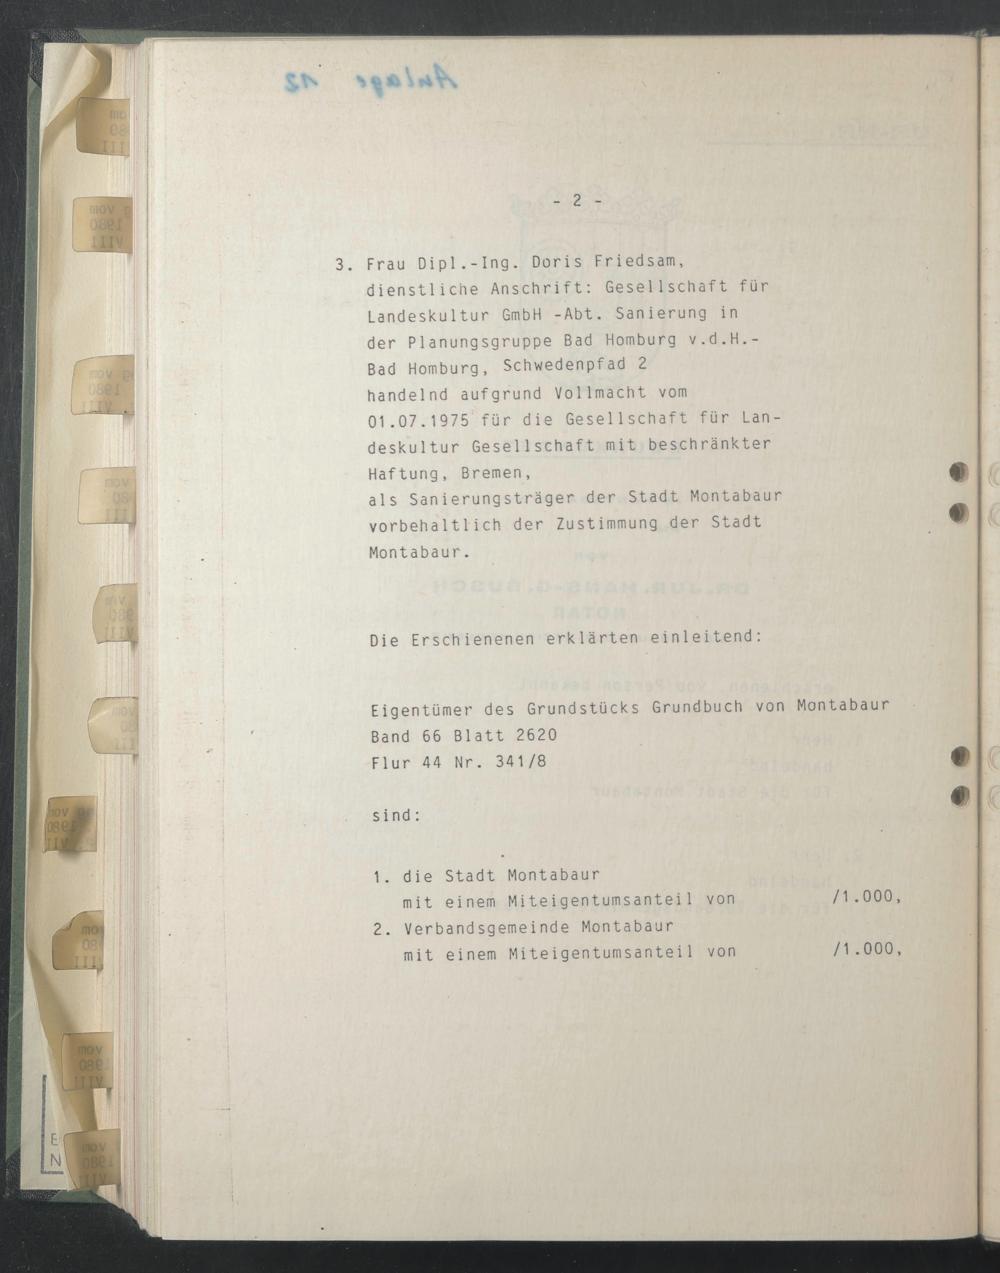 - 2 -
3. Frau Dipl.-Ing. Doris Friedsam,
dienstliche Anschrift: Gesellschaft für
Landeskultur GmbH -Abt. Sanierung in
der Planungsgruppe Bad Homburg v.d.H.-
Bad Homburg, Schwedenpfad 2
handelnd aufgrund Vollmacht vom
01.07.1975 für die Gesellschaft für Lan-
deskultur Gesellschaft mit beschränkter
Haftung, Bremen,
als Sanierungsträger der Stadt Montabaur
vorbehaltlich der Zustimmung der Stadt
Montabaur.
Die Erschienenen erklärten einleitend:
Eigentümer des Grundstücks Grundbuch von Montabaur
Band 66 Blatt 2620
Flur 44 Nr. 341/8
sind:
1. die Stadt Montabaur
mit einem Miteigentumsanteil von /1.000,
2. Verbandsgemeinde Montabaur
mit einem Miteigentumsanteil von /1.000,